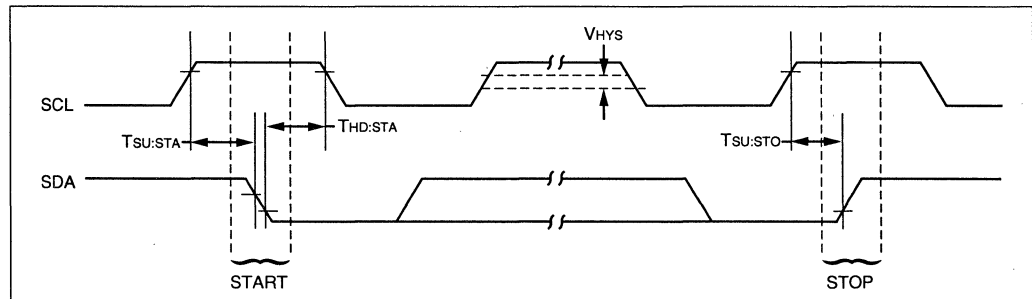 VHYS
SCL
TSU:STA
THD:STA
TSU:STO
SDA
START
STOP